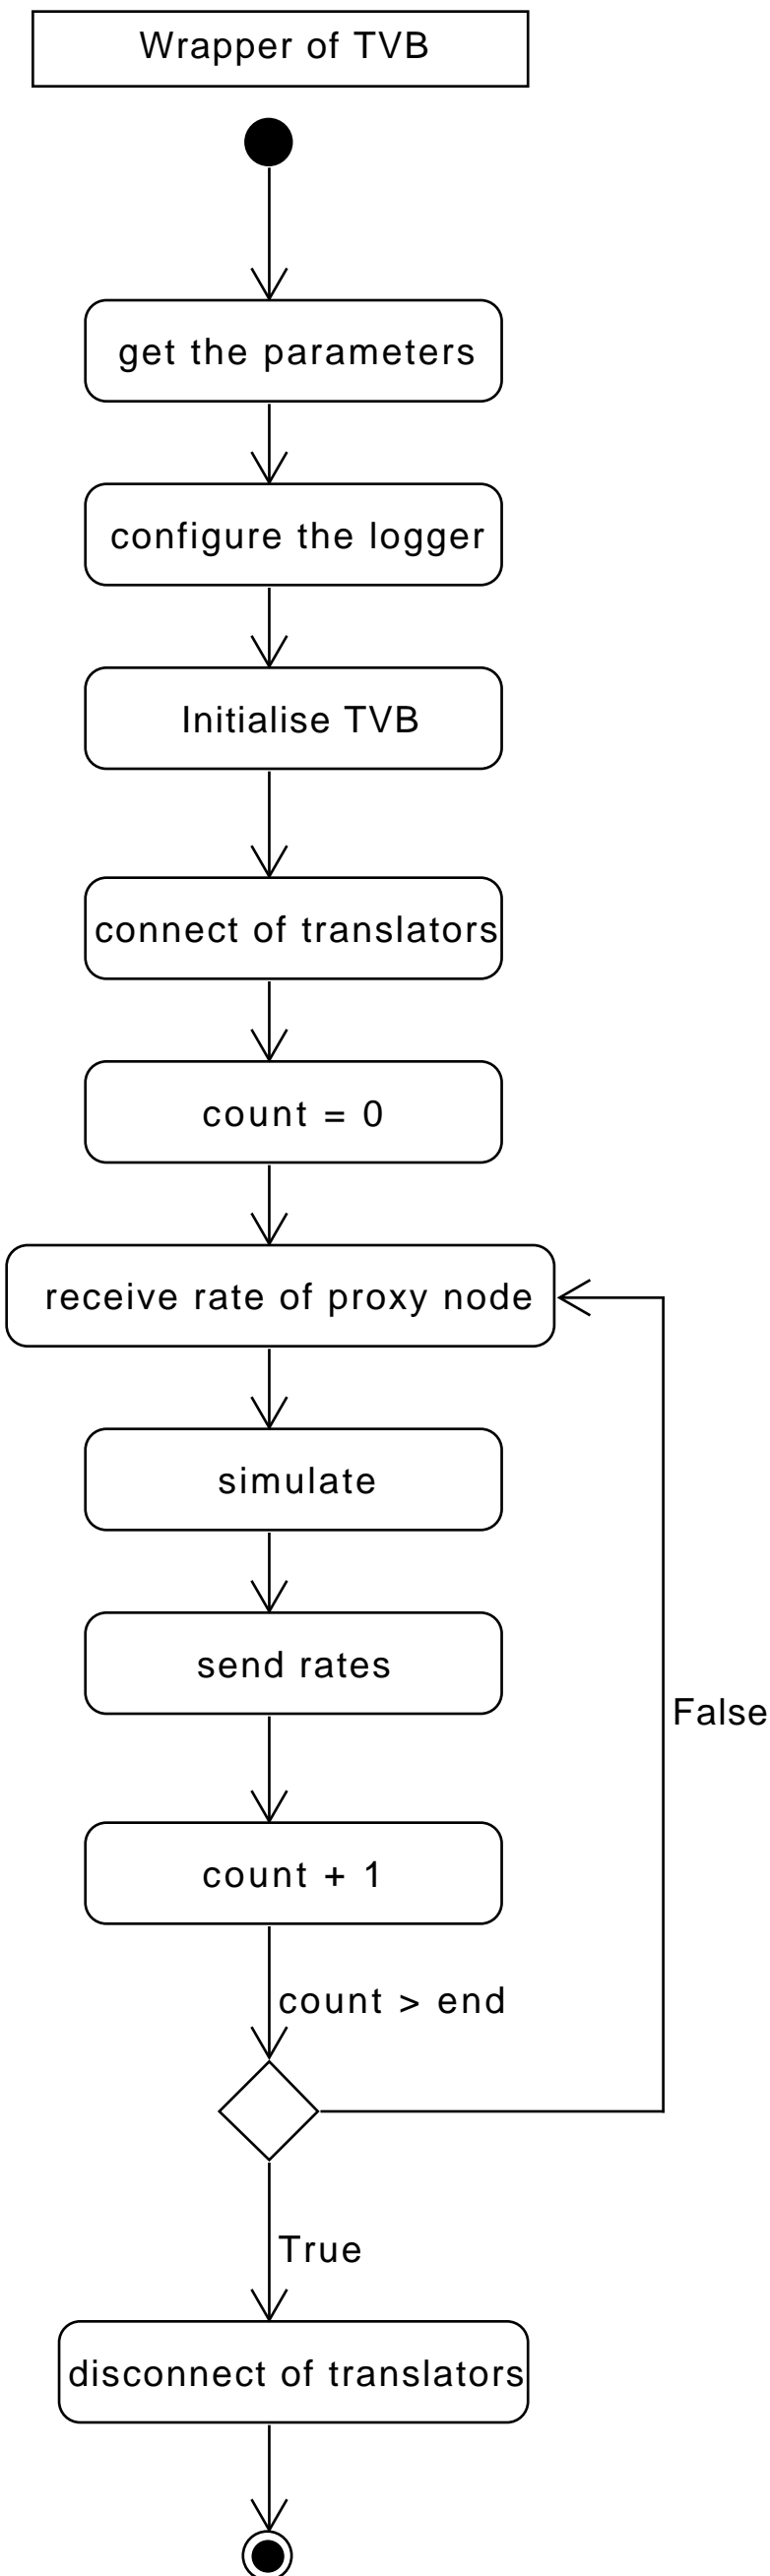 Wrapper of TVB
get the parameters
configure the logger
Initialise TVB
connect of translators
count = 0
receive rate of proxy node
simulate
send rates
False
count + 1
count > end
True
disconnect of translators